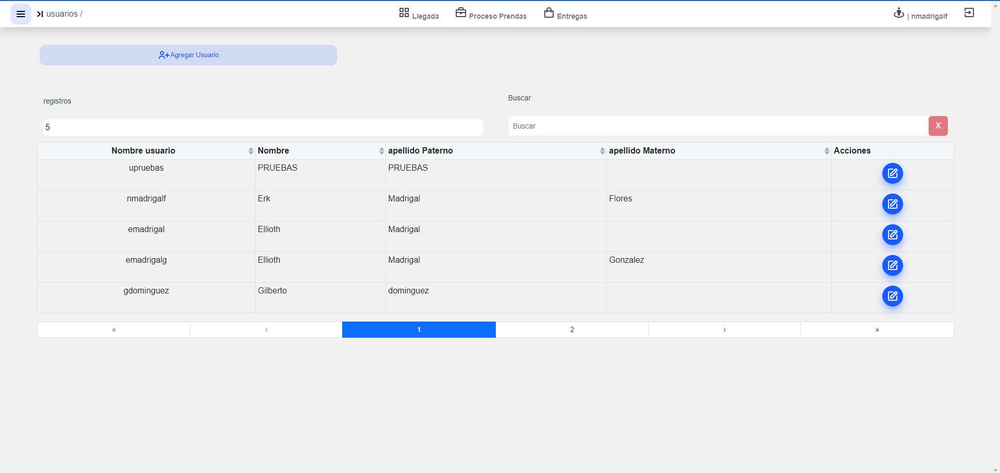 usuarios /
Llegada
Proceso Prendas
Entregas
| nmadrigalf
Agregar Usuario
registros
Buscar
5
Buscar
X
Nombre usuario Nombre apellido Paterno apellido Materno Acciones
upruebas PRUEBAS PRUEBAS
nmadrigalf Erk Madrigal Flores
emadrigal Ellioth Madrigal
emadrigalg Ellioth Madrigal Gonzalez
gdominguez Gilberto dominguez
« ‹ 1 2 › »